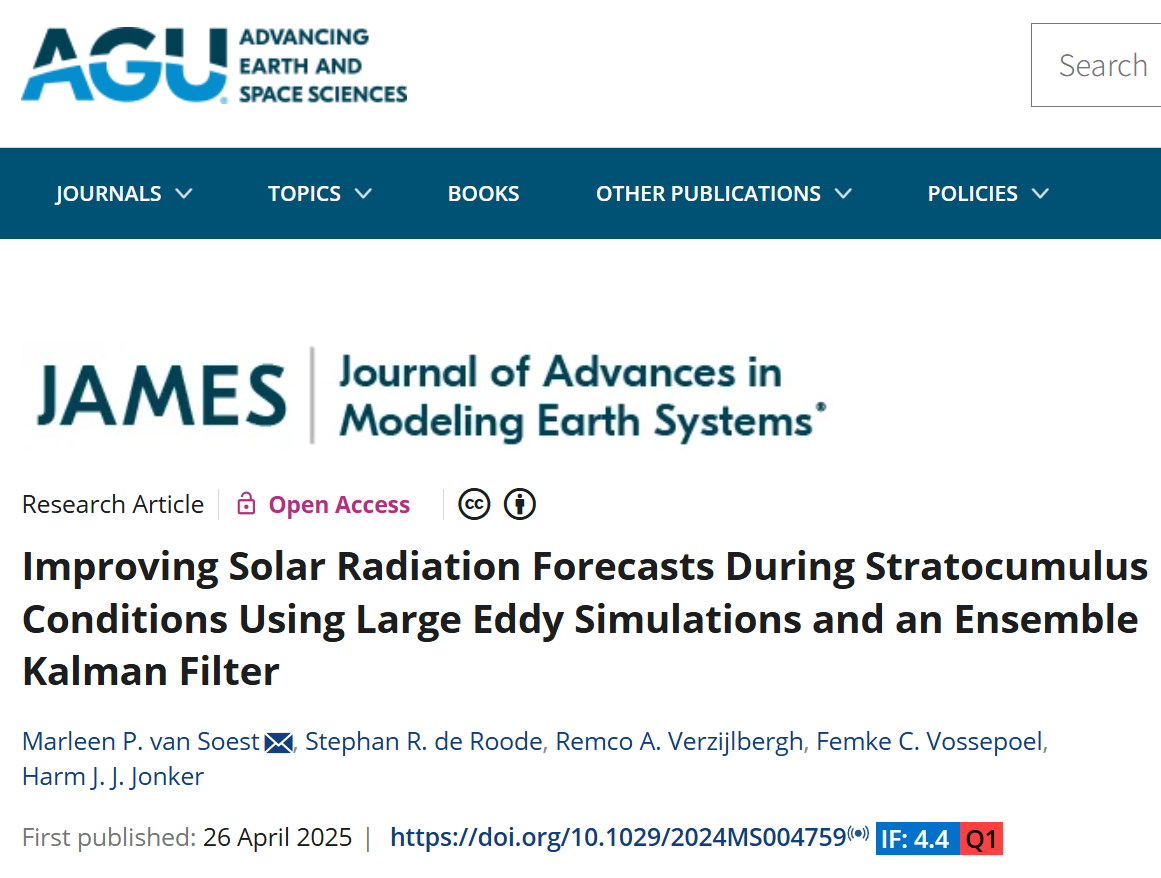 AGU ADVANCING
EARTH AND
SPACE SCIENCES
Search
JOURNALS TOPICS BOOKS OTHER PUBLICATIONS POLICIES
JAMES Journal of Advances in
Modeling Earth Systems®
Research Article Open Access cc
Improving Solar Radiation Forecasts During Stratocumulus
Conditions Using Large Eddy Simulations and an Ensemble
Kalman Filter
Marleen P. van Soest, Stephan R. de Roode, Remco A. Verzijlbergh, Femke C. Vossepoel,
Harm J. J. Jonker
First published: 26 April 2025 | https://doi.org/10.1029/2024MS004759 IF: 4.4 Q1